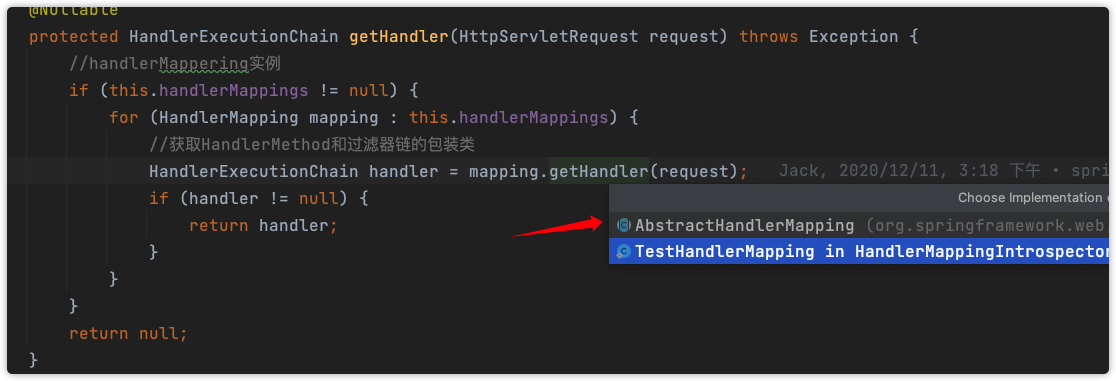 @Nullable
protected HandlerExecutionChain getHandler(HttpServletRequest request) throws Exception {
//handlerMappering实例
if (this.handlerMappings != null) {
for (HandlerMapping mapping : this.handlerMappings) {
//获取HandlerMethod和过滤器链的包装类
HandlerExecutionChain handler = mapping.getHandler(request); Jack, 2020/12/11, 3:18 下午 • spri
Choose Implementation
if (handler != null) {
AbstractHandlerMapping (org.springframework.web.
return handler;
TestHandlerMapping in HandlerMappingIntrospector
}
}
}
return null;
}